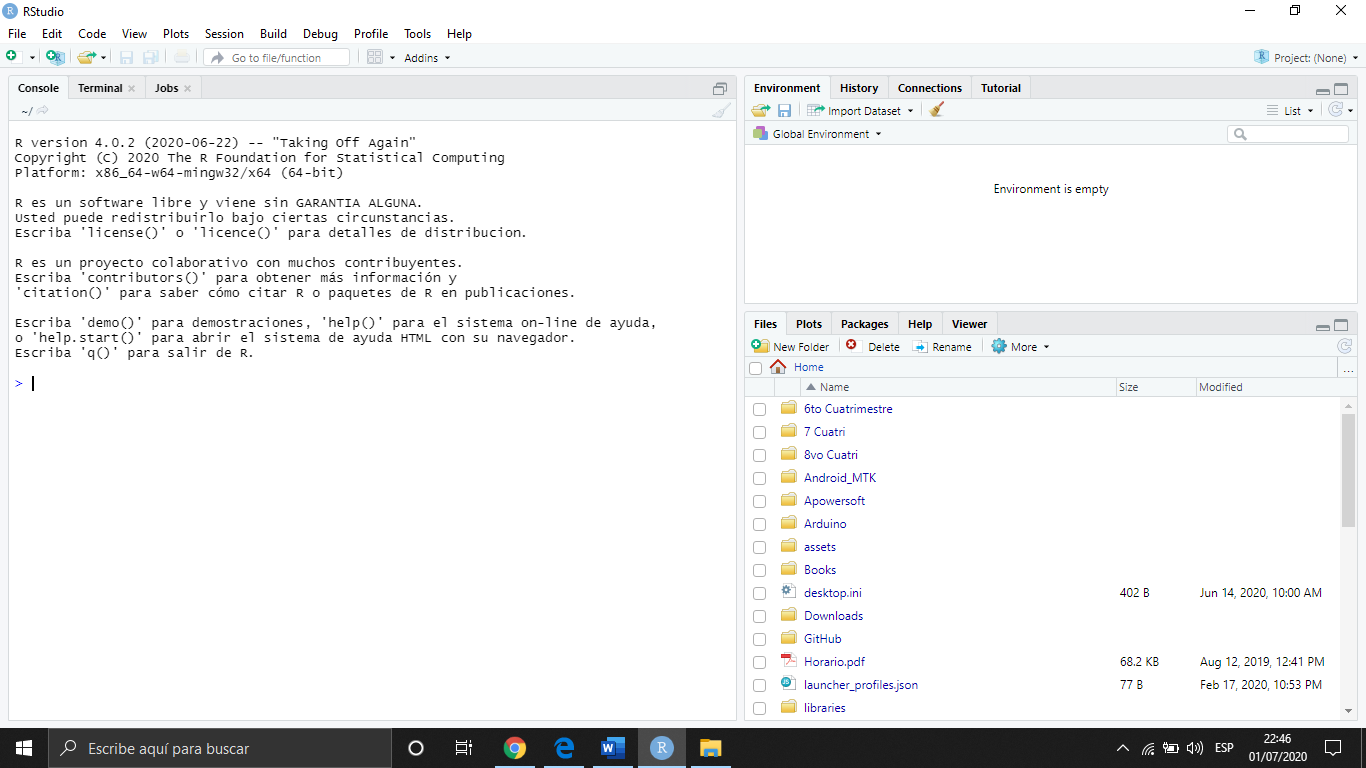 RStudio
File Edit Code View Plots Session Build Debug Profile Tools Help
Go to file/function Addins Project: (None)
Console Terminal Jobs
~/
R version 4.0.2 (2020-06-22) -- "Taking Off Again"
Copyright (C) 2020 The R Foundation for Statistical Computing
Platform: x86_64-w64-mingw32/x64 (64-bit)
R es un software libre y viene sin GARANTIA ALGUNA.
Usted puede redistribuirlo bajo ciertas circunstancias.
Escriba 'license()' o 'licence()' para detalles de distribucion.
R es un proyecto colaborativo con muchos contribuyentes.
Escriba 'contributors()' para obtener más información y
'citation()' para saber cómo citar R o paquetes de R en publicaciones.
Escriba 'demo()' para demostraciones, 'help()' para el sistema on-line de ayuda,
o 'help.start()' para abrir el sistema de ayuda HTML con su navegador.
Escriba 'q()' para salir de R.
>
Environment History Connections Tutorial
Import Dataset List
Global Environment
Environment is empty
Files Plots Packages Help Viewer
New Folder Delete Rename More
Home ...
Name Size Modified
6to Cuatrimestre
7 Cuatri
8vo Cuatri
Android_MTK
Apowersoft
Arduino
assets
Books
desktop.ini 402 B Jun 14, 2020, 10:00 AM
Downloads
GitHub
Horario.pdf 68.2 KB Aug 12, 2019, 12:41 PM
launcher_profiles.json 77 B Feb 17, 2020, 10:53 PM
libraries
Escribe aquí para buscar
ESP
22:46
01/07/2020